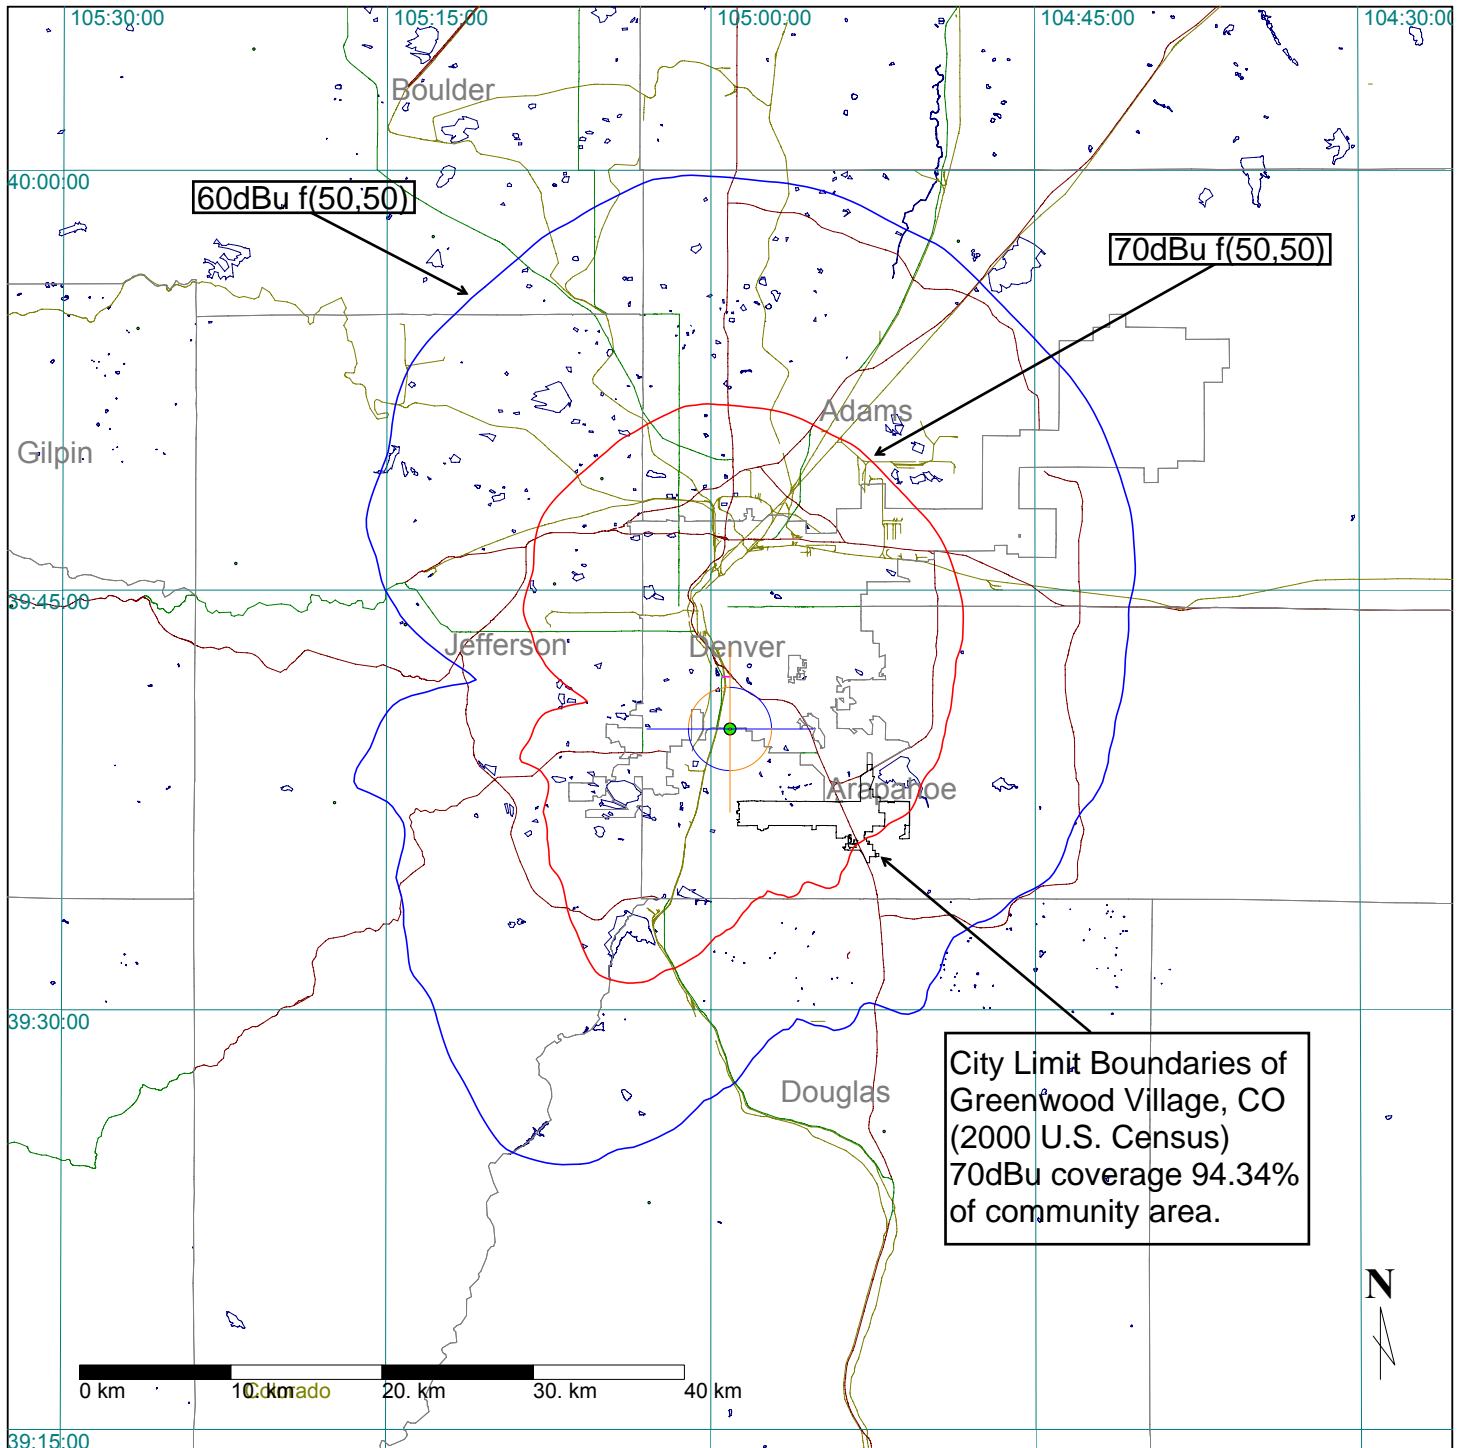 105:30:00
105:15:00
105:00:00
104:45:00
104:30:00
Boulder
40:00:00
60dBu f(50,50)
70dBu f(50,50)
Adams
Gilpin
39:45:00
Jefferson
Denver
Arapahoe
39:30:00
City Limit Boundaries of
Greenwood Village, CO
(2000 U.S. Census)
70dBu coverage 94.34%
of community area.
Douglas
N
0 km
10. km
Colorado
20. km
30. km
40 km
39:15:00